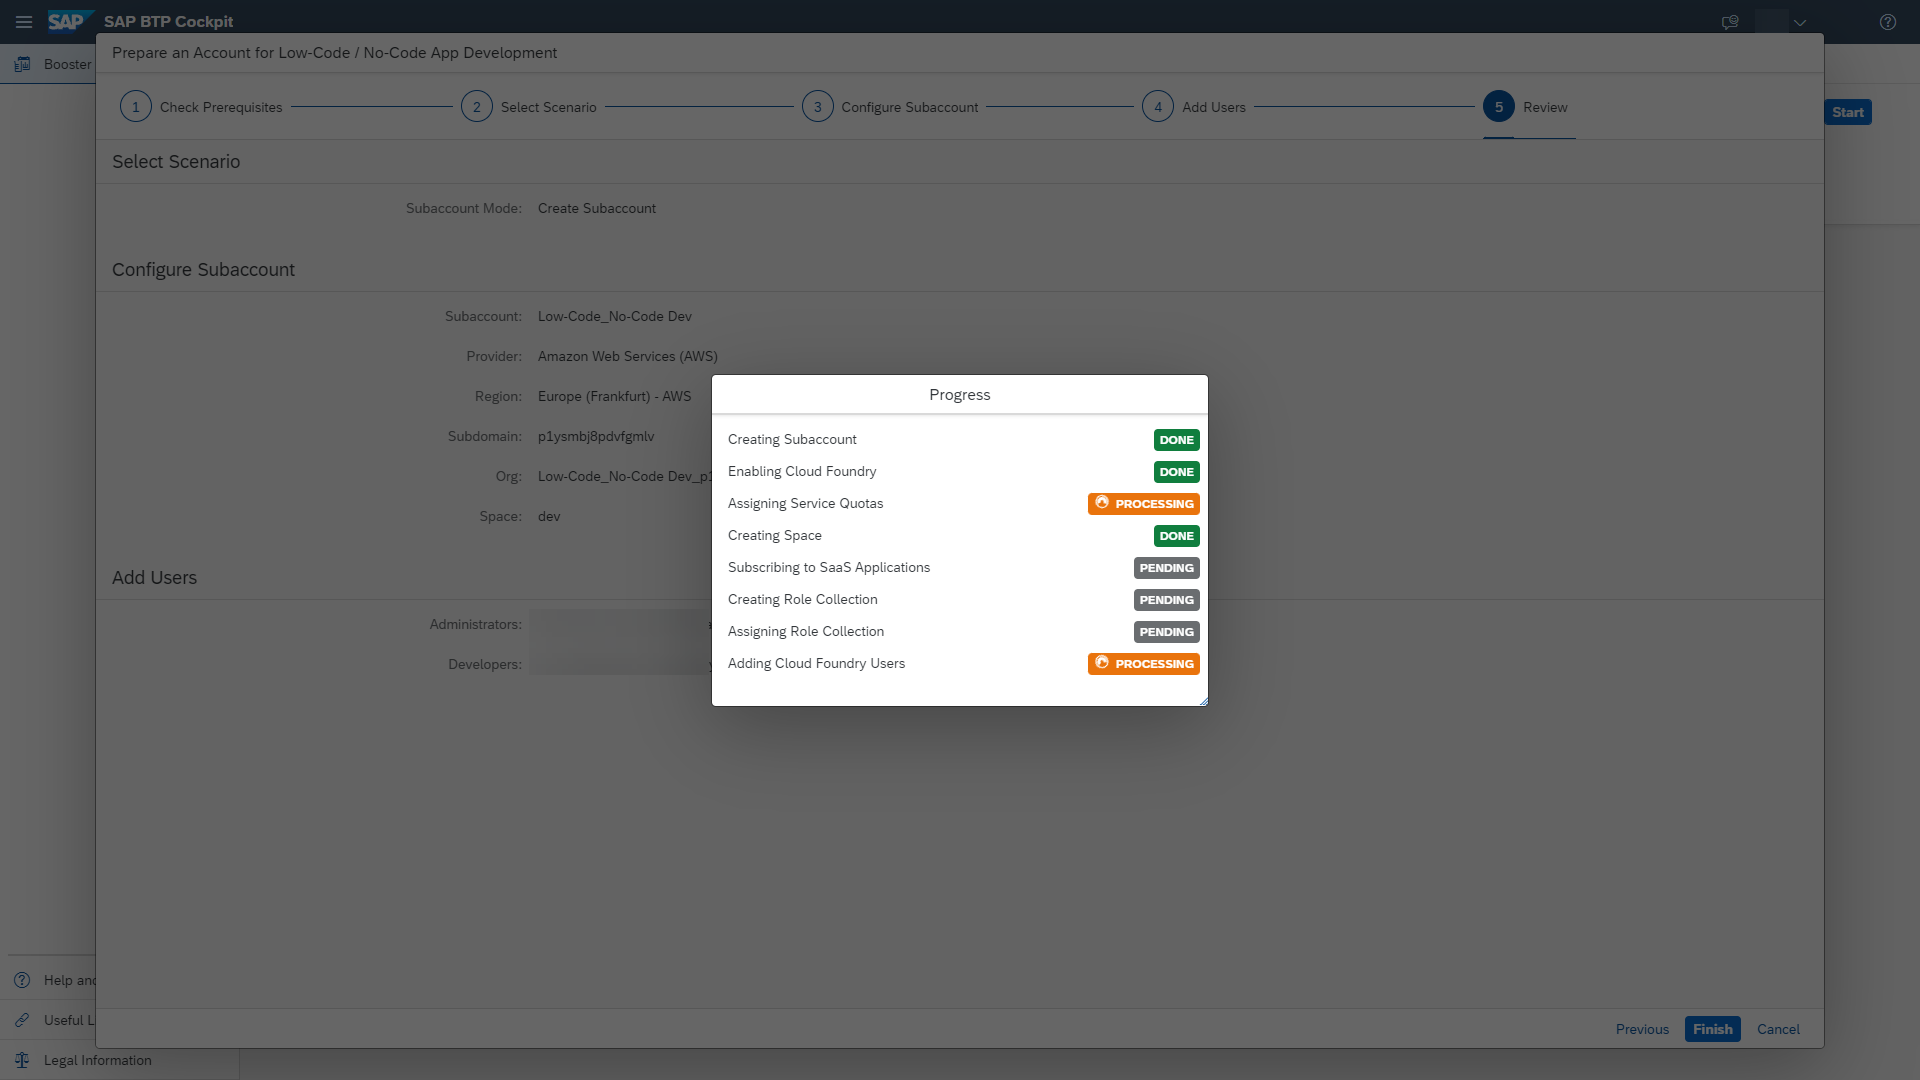 SAP SAP BTP Cockpit
Booster
Prepare an Account for Low-Code / No-Code App Development
1 Check Prerequisites 2 Select Scenario 3 Configure Subaccount 4 Add Users 5 Review
Start
Select Scenario
Subaccount Mode: Create Subaccount
Configure Subaccount
Subaccount: Low-Code_No-Code Dev
Provider: Amazon Web Services (AWS)
Region: Europe (Frankfurt) - AWS
Subdomain: p1ysmbj8pdvfgmlv
Org: Low-Code_No-Code Dev_p1
Space: dev
Add Users
Administrators:
Developers:
Progress
Creating Subaccount DONE
Enabling Cloud Foundry DONE
Assigning Service Quotas PROCESSING
Creating Space DONE
Subscribing to SaaS Applications PENDING
Creating Role Collection PENDING
Assigning Role Collection PENDING
Adding Cloud Foundry Users PROCESSING
Help and
Useful L
Legal Information
Previous Finish Cancel